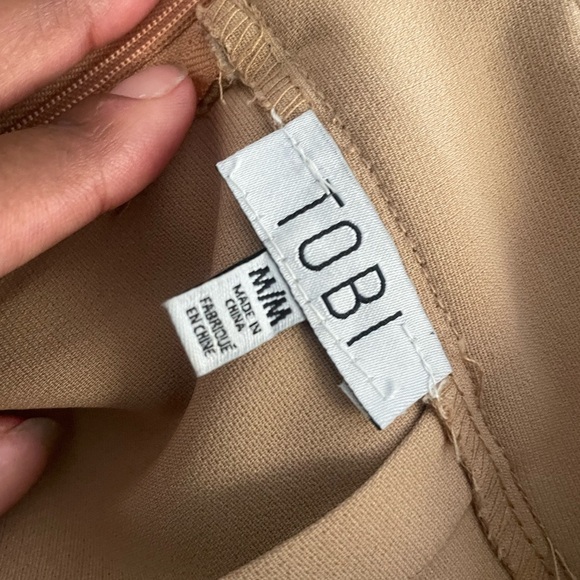 TOBI
M/M
MADE IN
CHINA
FABRIQUÉ
EN CHINE